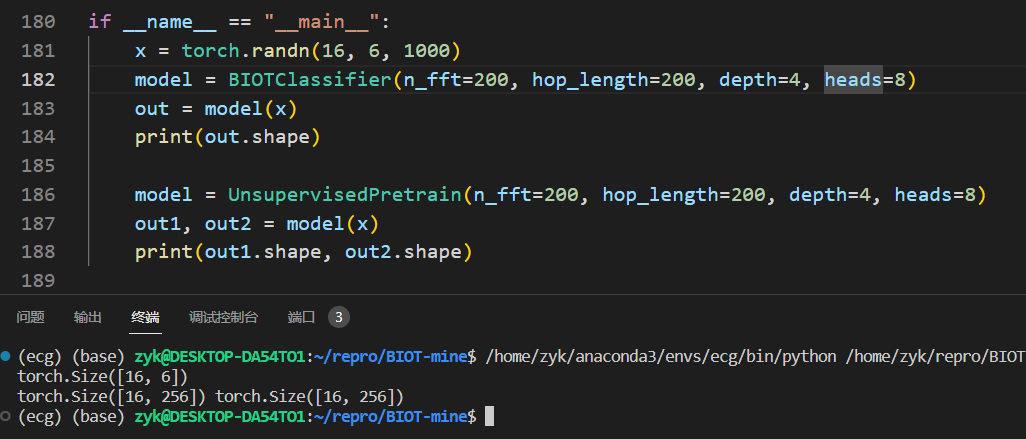 180 if __name__ == "__main__":
181 x = torch.randn(16, 6, 1000)
182 model = BIOTClassifier(n_fft=200, hop_length=200, depth=4, heads=8)
183 out = model(x)
184 print(out.shape)
185
186 model = UnsupervisedPretrain(n_fft=200, hop_length=200, depth=4, heads=8)
187 out1, out2 = model(x)
188 print(out1.shape, out2.shape)
189
问题 输出 终端 调试控制台 端口 3
(ecg) (base) zyk@DESKTOP-DA54TO1:~/repro/BIOT-mine$ /home/zyk/anaconda3/envs/ecg/bin/python /home/zyk/repro/BIOT
torch.Size([16, 6])
torch.Size([16, 256]) torch.Size([16, 256])
(ecg) (base) zyk@DESKTOP-DA54TO1:~/repro/BIOT-mine$